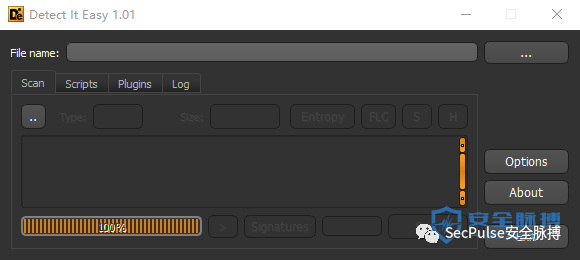 Detect It Easy 1.01
File name:
...
Scan Scripts Plugins Log
.. Type: Size: Entropy FLC S H
Options
About
100% > Signatures
安全脉搏
SecPulse安全脉搏